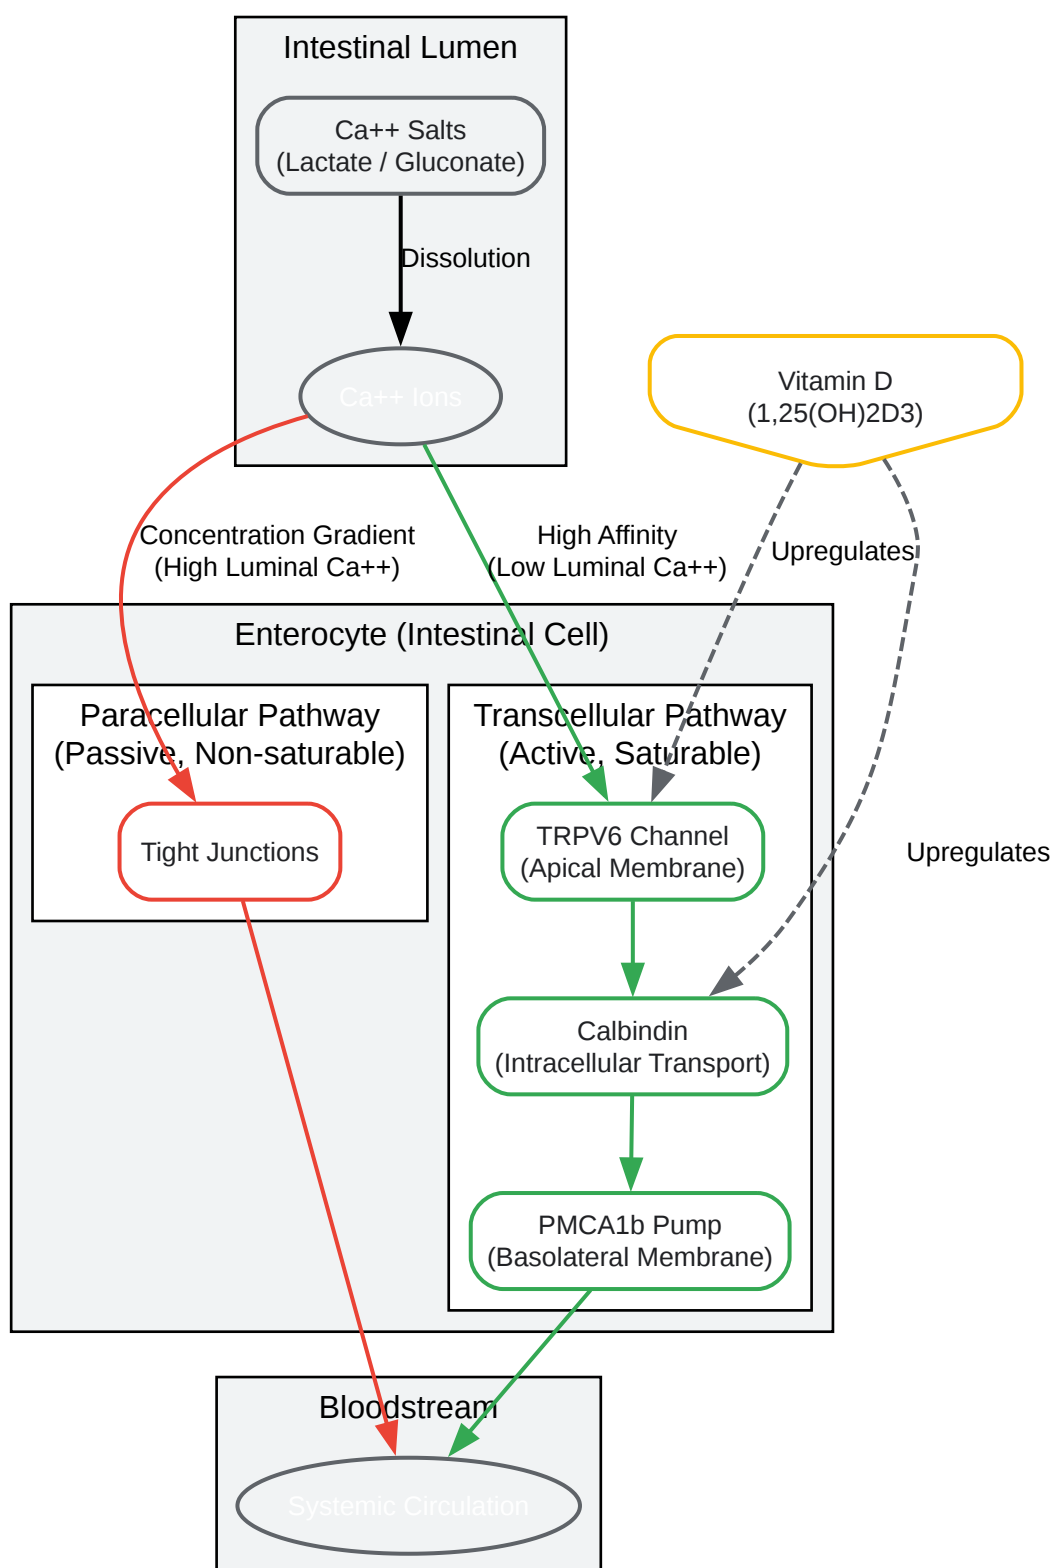 Intestinal Lumen
Ca++ Salts
(Lactate / Gluconate)
Dissolution
Ca++ Ions
Vitamin D
(1,25(OH)2D3)
Concentration Gradient
(High Luminal Ca++)
High Affinity
(Low Luminal Ca++)
Upregulates
Enterocyte (Intestinal Cell)
Paracellular Pathway
(Passive, Non-saturable)
Transcellular Pathway
(Active, Saturable)
Tight Junctions
TRPV6 Channel
(Apical Membrane)
Upregulates
Calbindin
(Intracellular Transport)
PMCA1b Pump
(Basolateral Membrane)
Bloodstream
Systemic Circulation